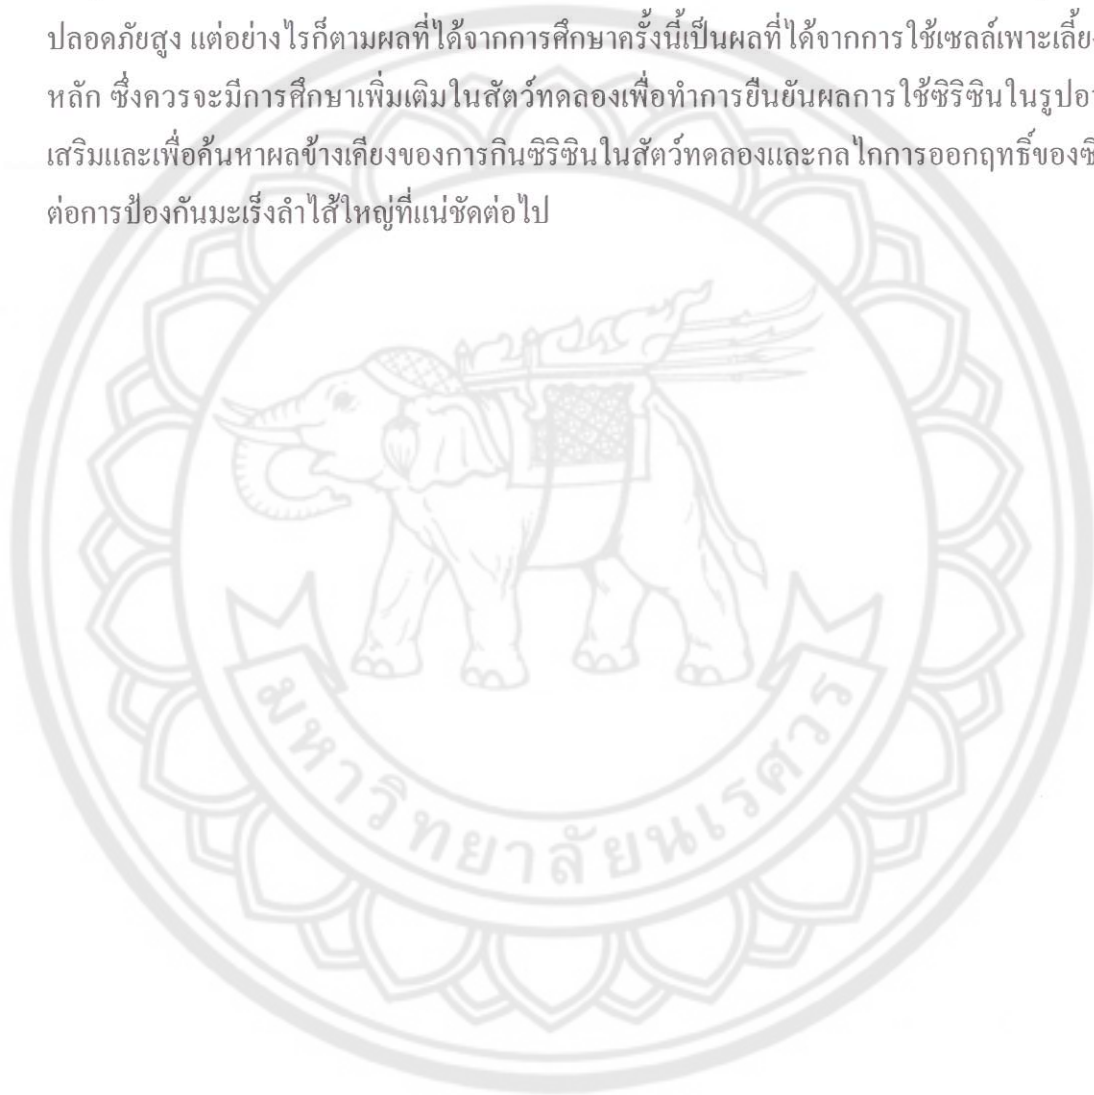 ปลอดภัยสูง แต่อย่างไรก็ตามผลที่ได้จากการศึกษาครั้งนี้เป็นผลที่ได้จากการใช้เซลล์เพาะเลี้ยง
หลัก ซึ่งควรจะมีการศึกษาเพิ่มเติมในสัตว์ทดลองเพื่อทำการยืนยันผลการใช้ซิริซินในรูป
เสริมและเพื่อค้นหาผลข้างเคียงของการกินซิริซินในสัตว์ทดลองและกลไกการออกฤทธิ์ของ
ต่อการป้องกันมะเร็งลำไส้ใหญ่ที่แน่ชัดต่อไป
มหาวิทยาลัยนเรศวร